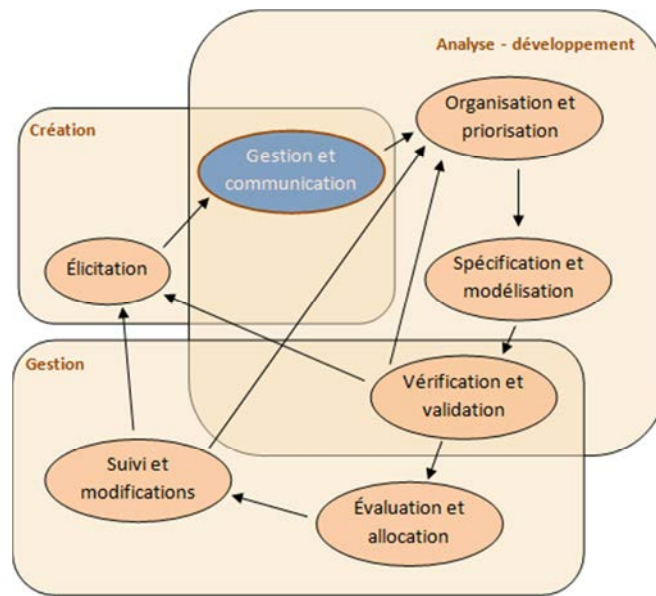 Analyse - développement
Organisation et
priorisation
Création
Gestion et
communication
Élicitation
Spécification et
modélisation
Gestion
Vérification et
validation
Suivi et
modifications
Évaluation et
allocation